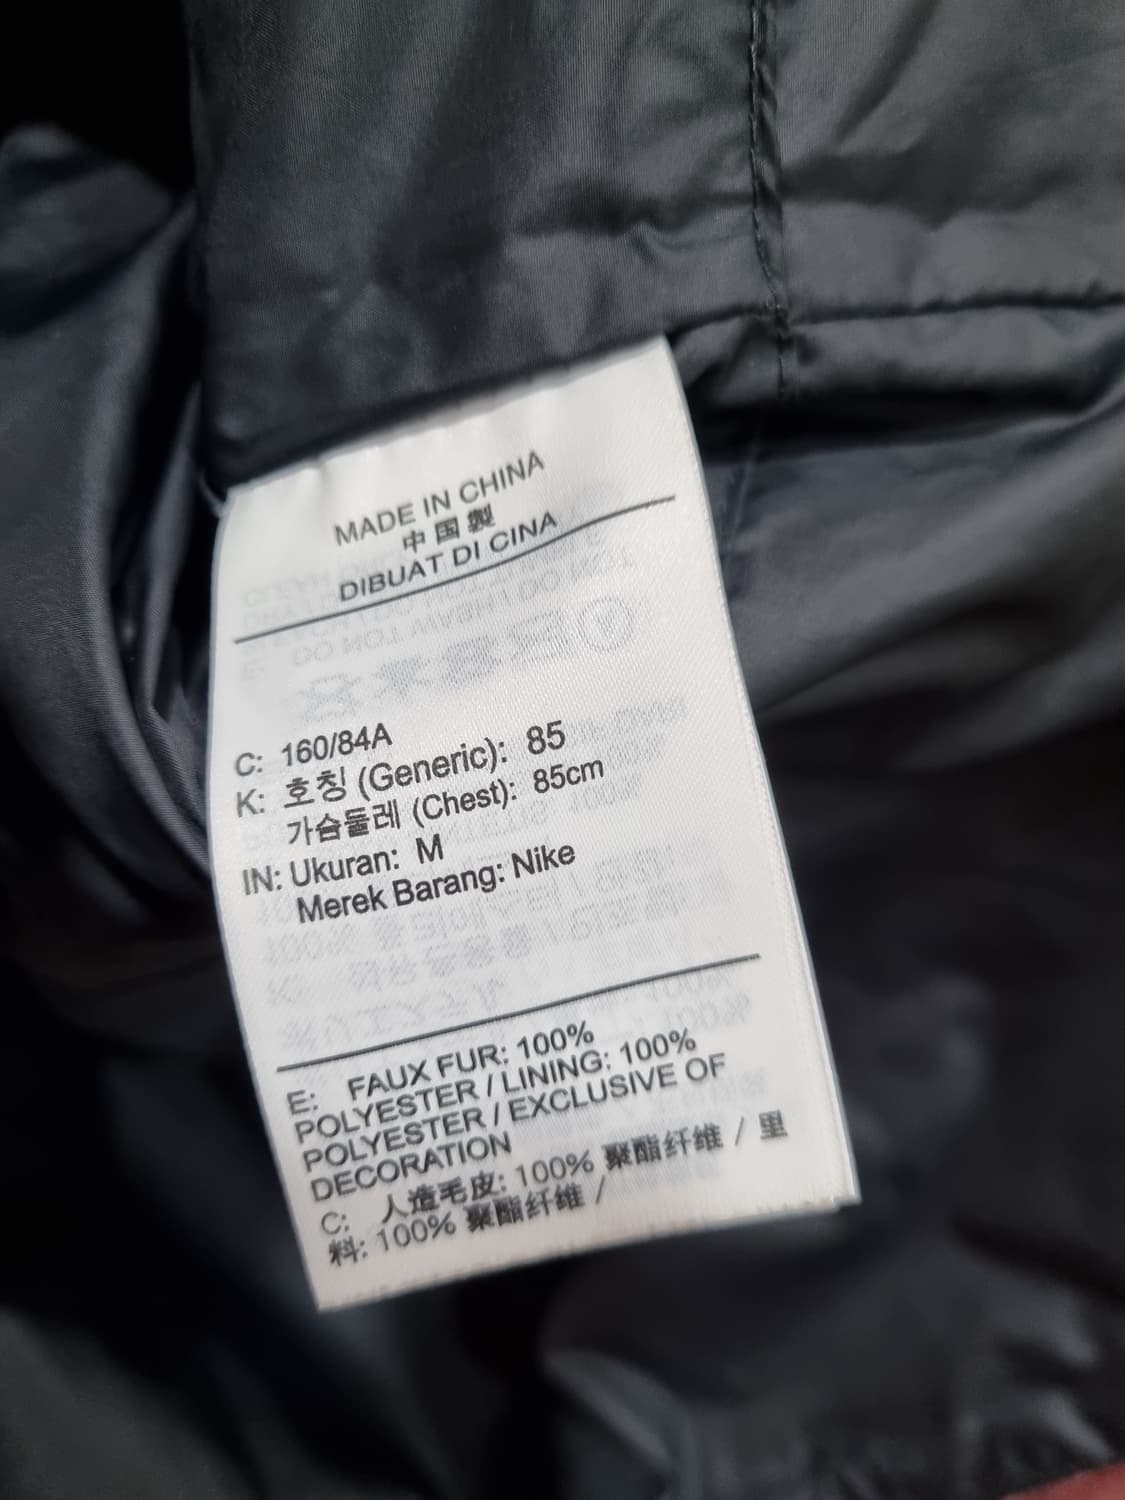 MADE IN CHINA
中国製
DIBUAT DI CINA
C: 160/84A
K: 호칭 (Generic): 85
가슴둘레 (Chest): 85cm
IN: Ukuran: M
Merek Barang: Nike
E: FAUX FUR: 100%
POLYESTER / LINING: 100%
POLYESTER / EXCLUSIVE OF
DECORATION
C: 人造毛皮: 100% 聚酯纤维 / 里
料: 100% 聚酯纤维 /